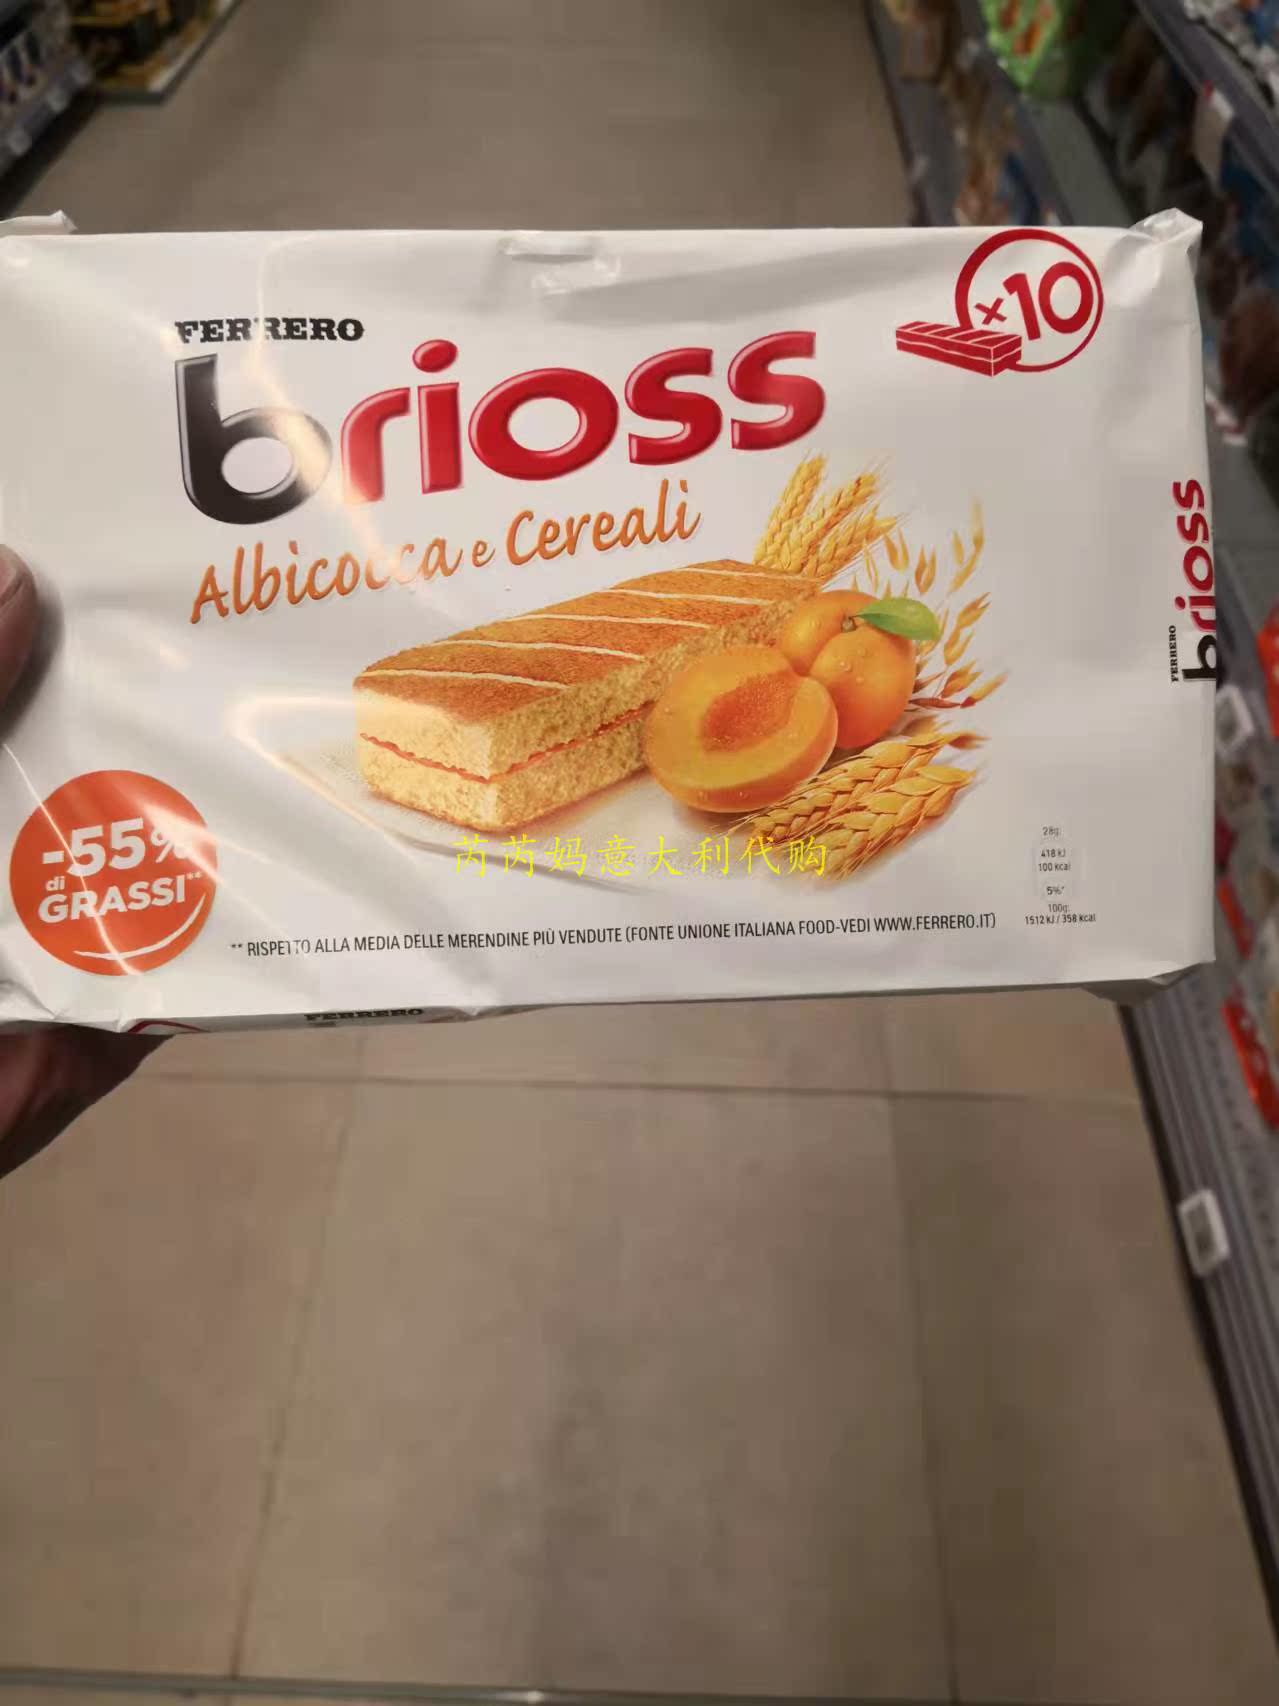 ×10
FERRERO
brioss
Albicocca e Cereali
brioss
FERRERO
-55%
di
GRASSI**
芮芮妈意大利代购
28g:
418 kJ
100 kcal
5%*
100g:
1512 kJ / 358 kcal
** RISPETTO ALLA MEDIA DELLE MERENDINE PIÙ VENDUTE (FONTE UNIONE ITALIANA FOOD-VEDI WWW.FERRERO.IT)
FERRERO